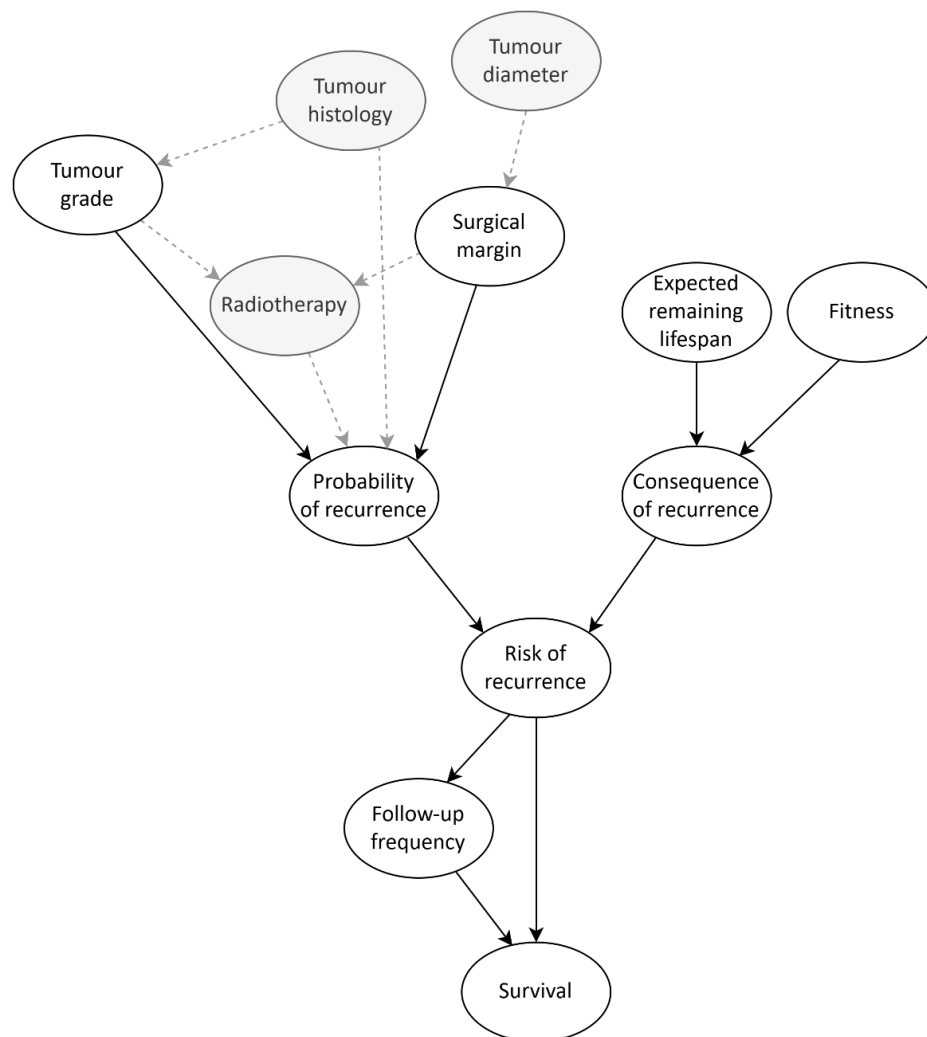 Tumour
diameter
Tumour
histology
Tumour
grade
Surgical
margin
Radiotherapy
Expected
remaining
lifespan
Fitness
Probability
of recurrence
Consequence
of recurrence
Risk of
recurrence
Follow-up
frequency
Survival